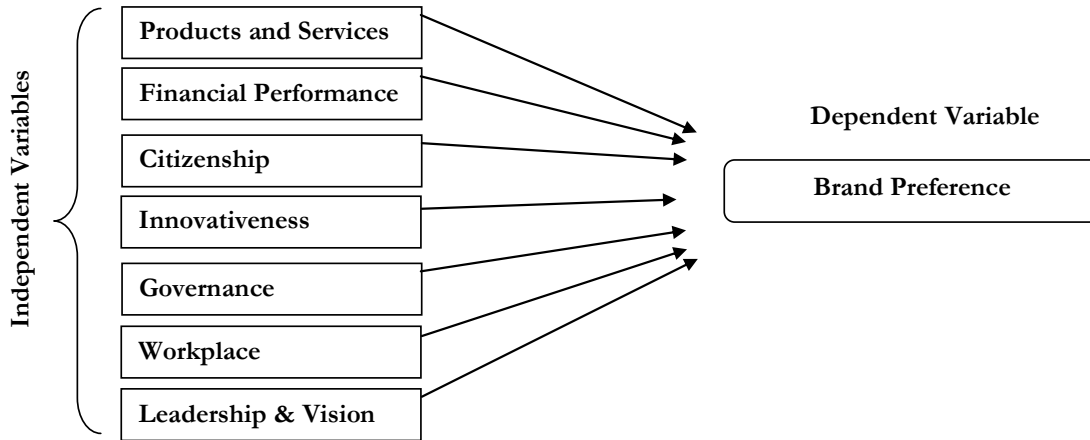 Independent Variables
Products and Services
Financial Performance
Citizenship
Innovativeness
Governance
Workplace
Leadership & Vision
Dependent Variable
Brand Preference